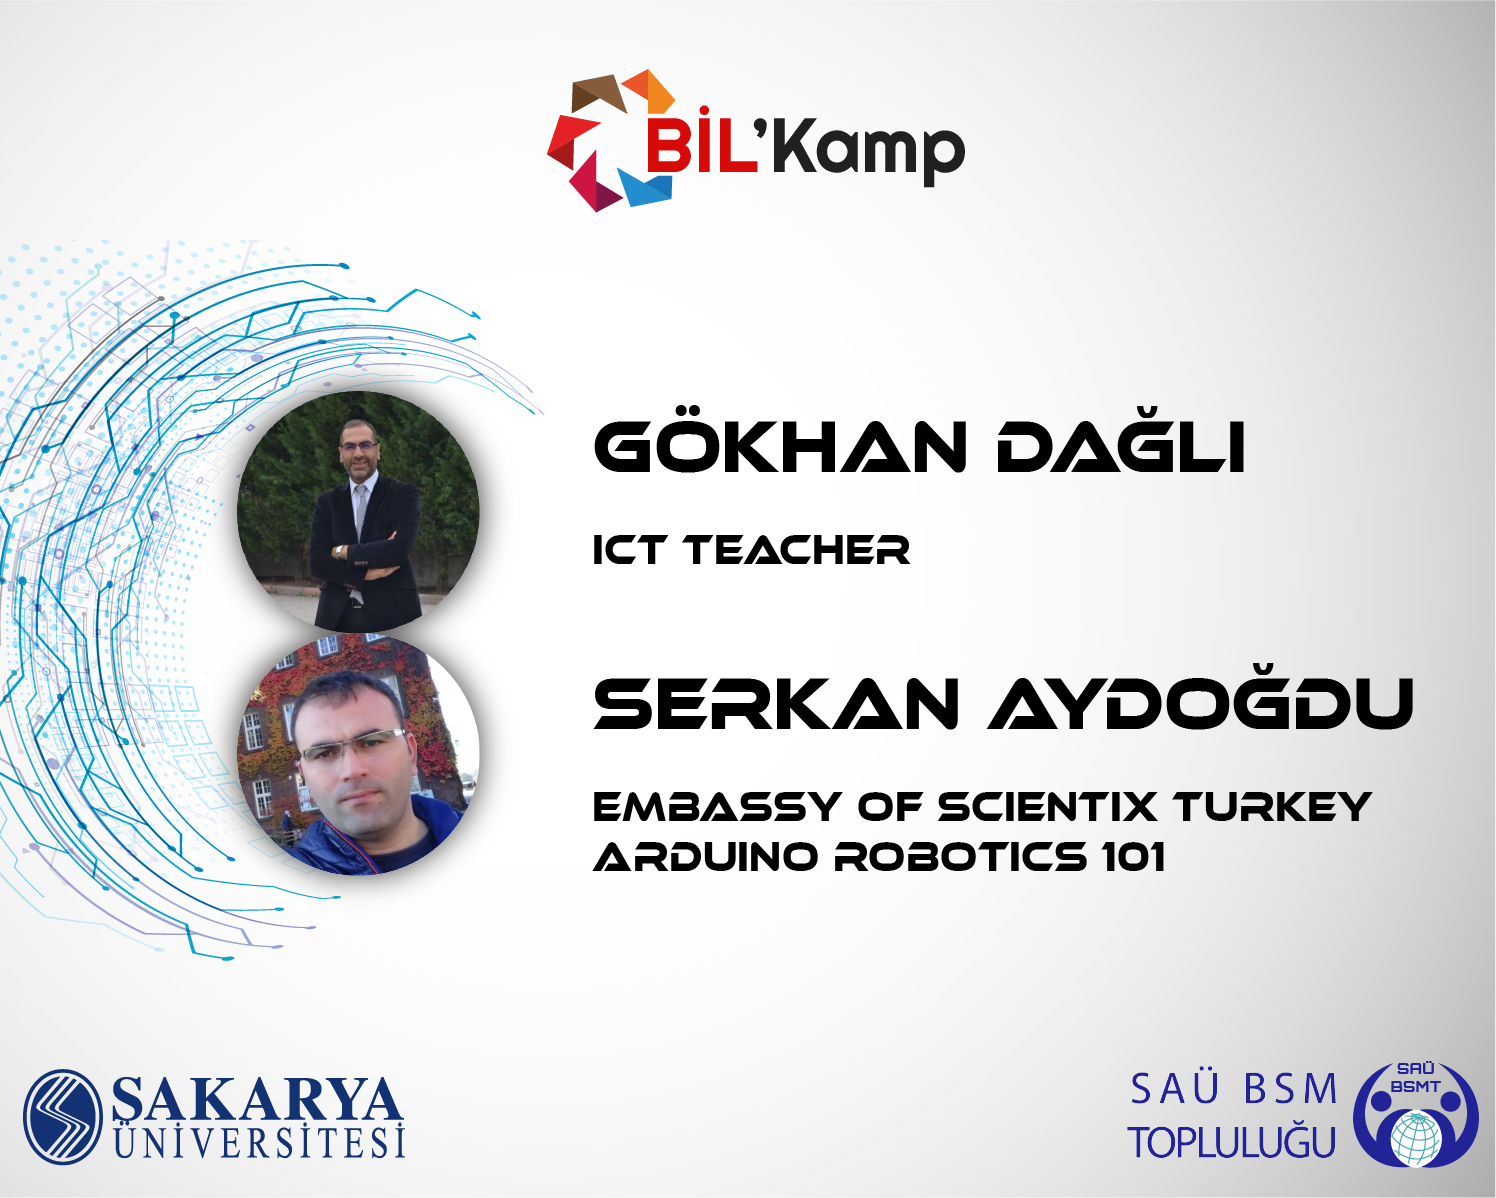 BİL'Kamp
GÖKHAN DAĞLI
ICT TEACHER
SERKAN AYDOĞDU
EMBASSY OF SCIENTIX TURKEY
ARDUINO ROBOTICS 101
SAKARYA
ÜNİVERSİTESİ
SAÜ BSM
TOPLULUĞU
SAÜ
BSMT